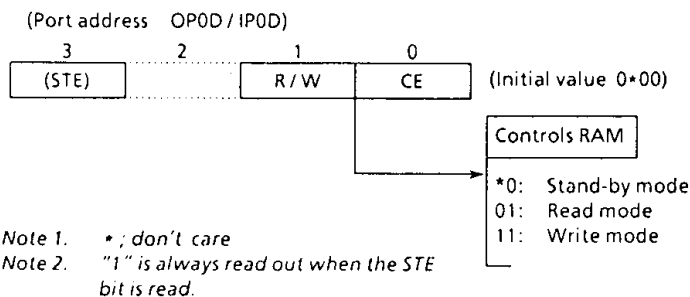 (Port address OP0D / IP0D)
3 2 1 0
(STE) R / W CE (Initial value 0*00)
Controls RAM
*0: Stand-by mode
01: Read mode
11: Write mode
Note 1. * ; don't care
Note 2. "1" is always read out when the STE
bit is read.